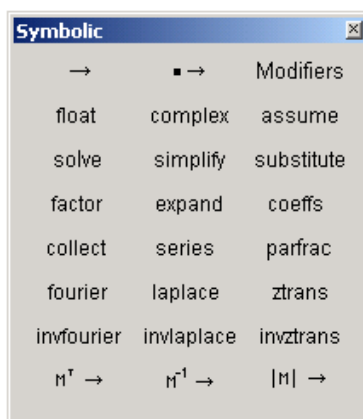 Symbolic
→ ▪ → Modifiers
float complex assume
solve simplify substitute
factor expand coeffs
collect series parfrac
fourier laplace ztrans
invfourier invlaplace invztrans
Mᵀ → M⁻¹ → |M| →